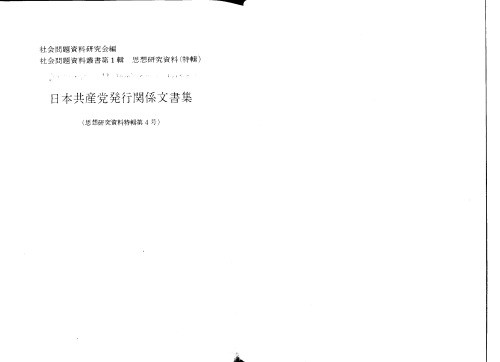 社会問題資料研究会編
社会問題資料叢書第1輯 思想研究資料(特輯)
日本共産党発行関係文書集
(思想研究資料特輯第4号)